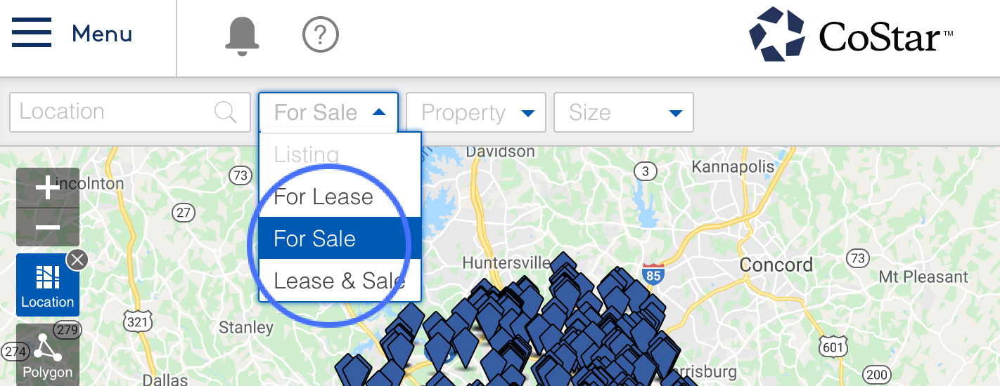 Menu
?
CoStar™
Location
For Sale
Property
Size
Listing
For Lease
For Sale
Lease & Sale
Davidson
Kannapolis
3
73
incolnton
27
Huntersville
85
Concord
73
Mt Pleasant
Location
321
Stanley
279
274
Polygon
601
arrisburg
200
Dallas